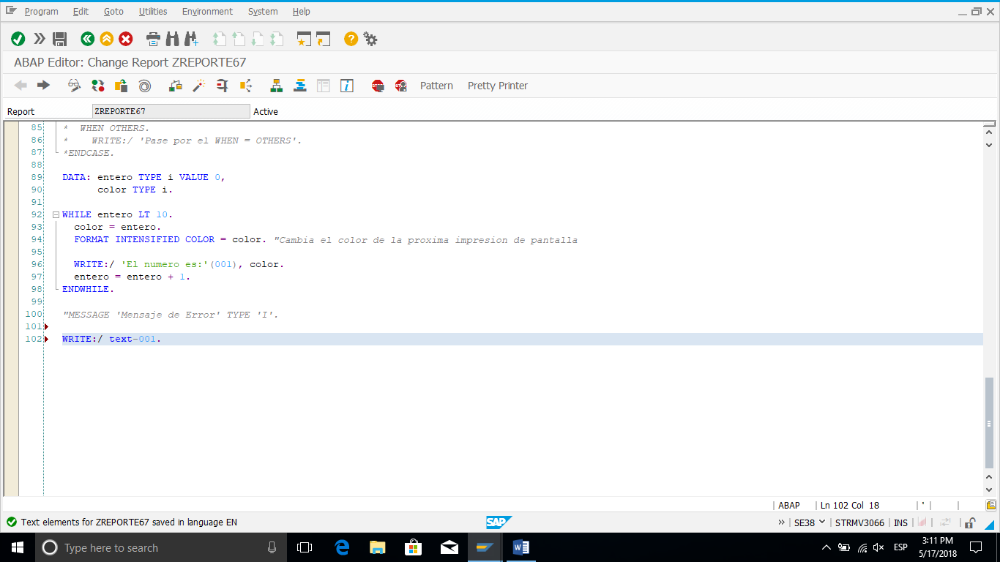 Program Edit Goto Utilities Environment System Help
ABAP Editor: Change Report ZREPORTE67
Pattern Pretty Printer
Report ZREPORTE67 Active
85 * WHEN OTHERS.
86 * WRITE:/ 'Pase por el WHEN = OTHERS'.
87 *ENDCASE.
88
89 DATA: entero TYPE i VALUE 0,
90 color TYPE i.
91
92 WHILE entero LT 10.
93 color = entero.
94 FORMAT INTENSIFIED COLOR = color. "Cambia el color de la proxima impresion de pantalla
95
96 WRITE:/ 'El numero es:'(001), color.
97 entero = entero + 1.
98 ENDWHILE.
99
100 "MESSAGE 'Mensaje de Error' TYPE 'I'.
101
102 WRITE:/ text-001.
ABAP Ln 102 Col 18
Text elements for ZREPORTE67 saved in language EN SAP » SE38 STRMV3066 INS
Type here to search ESP 3:11 PM
5/17/2018